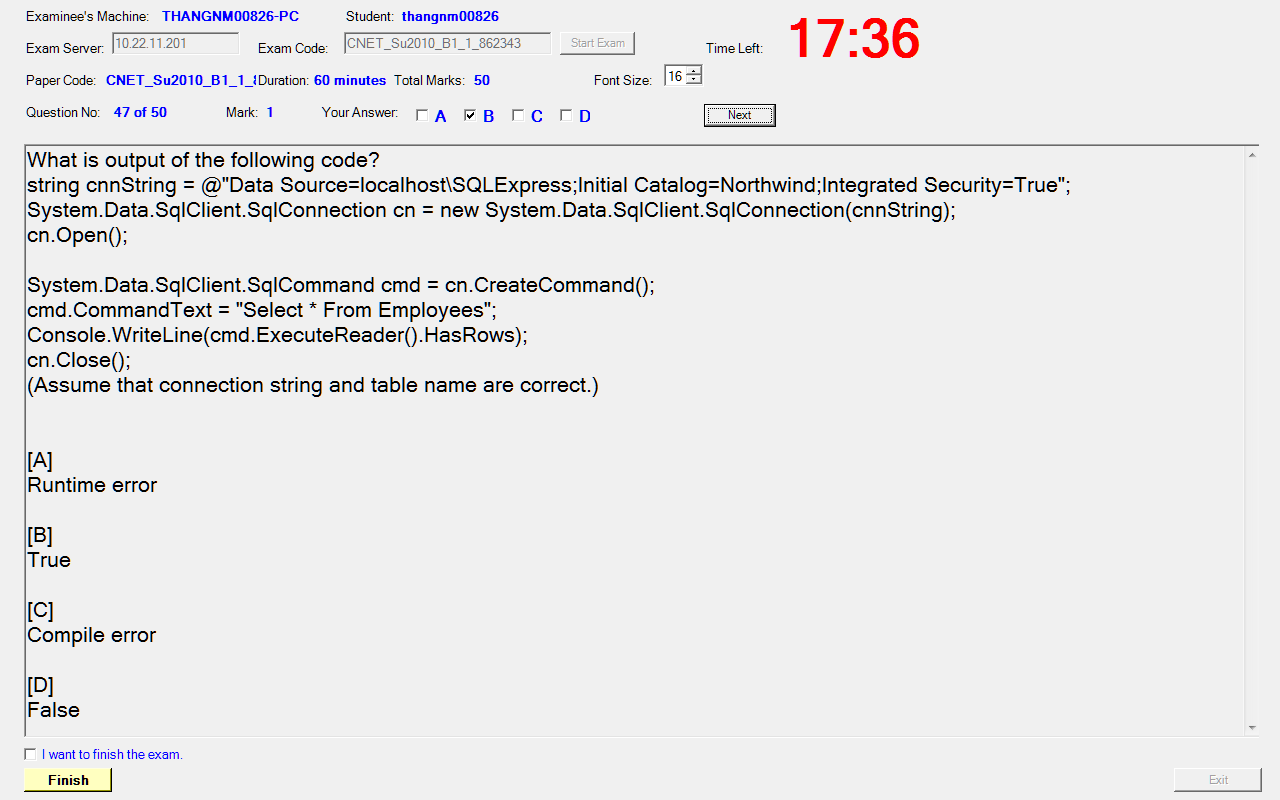 Examinee's Machine: THANGNM00826-PC Student: thangnm00826
17:36
Exam Server: 10.22.11.201 Exam Code: CNET_Su2010_B1_1_862343 Start Exam Time Left:
Paper Code: CNET_Su2010_B1_1_8 Duration: 60 minutes Total Marks: 50 Font Size: 16
Question No: 47 of 50 Mark: 1 Your Answer: A B C D Next
What is output of the following code?
string cnnString = @"Data Source=localhost\SQLExpress;Initial Catalog=Northwind;Integrated Security=True";
System.Data.SqlClient.SqlConnection cn = new System.Data.SqlClient.SqlConnection(cnnString);
cn.Open();
System.Data.SqlClient.SqlCommand cmd = cn.CreateCommand();
cmd.CommandText = "Select * From Employees";
Console.WriteLine(cmd.ExecuteReader().HasRows);
cn.Close();
(Assume that connection string and table name are correct.)
[A]
Runtime error
[B]
True
[C]
Compile error
[D]
False
I want to finish the exam.
Finish Exit